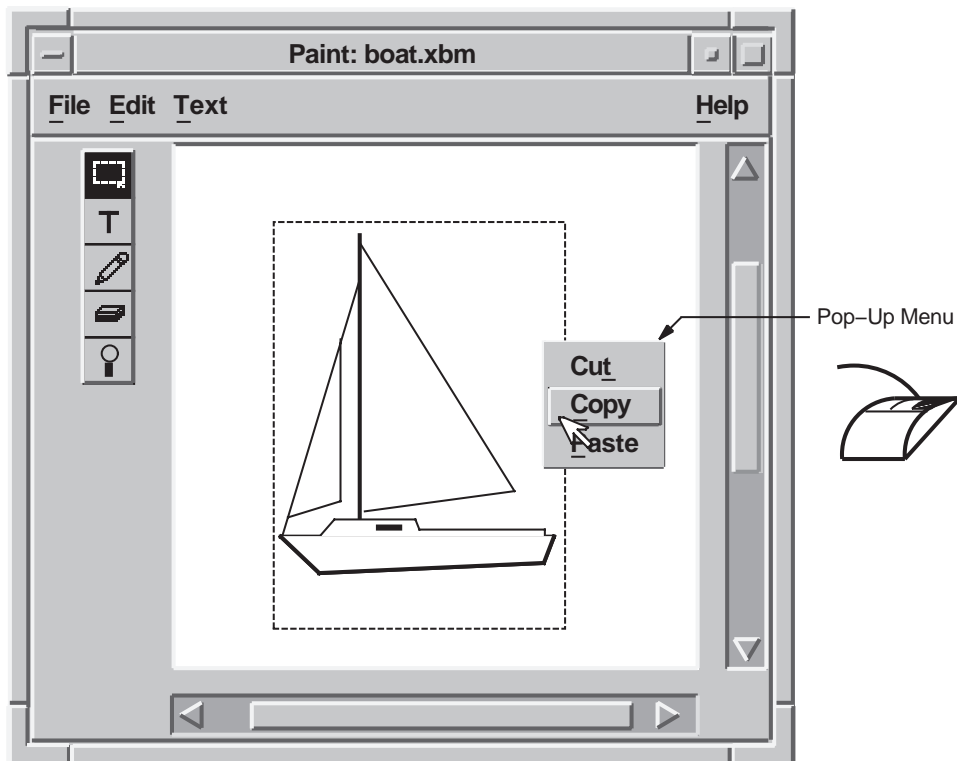 Paint: boat.xbm
File Edit Text Help
T
Pop–Up Menu
Cut
Copy
Paste